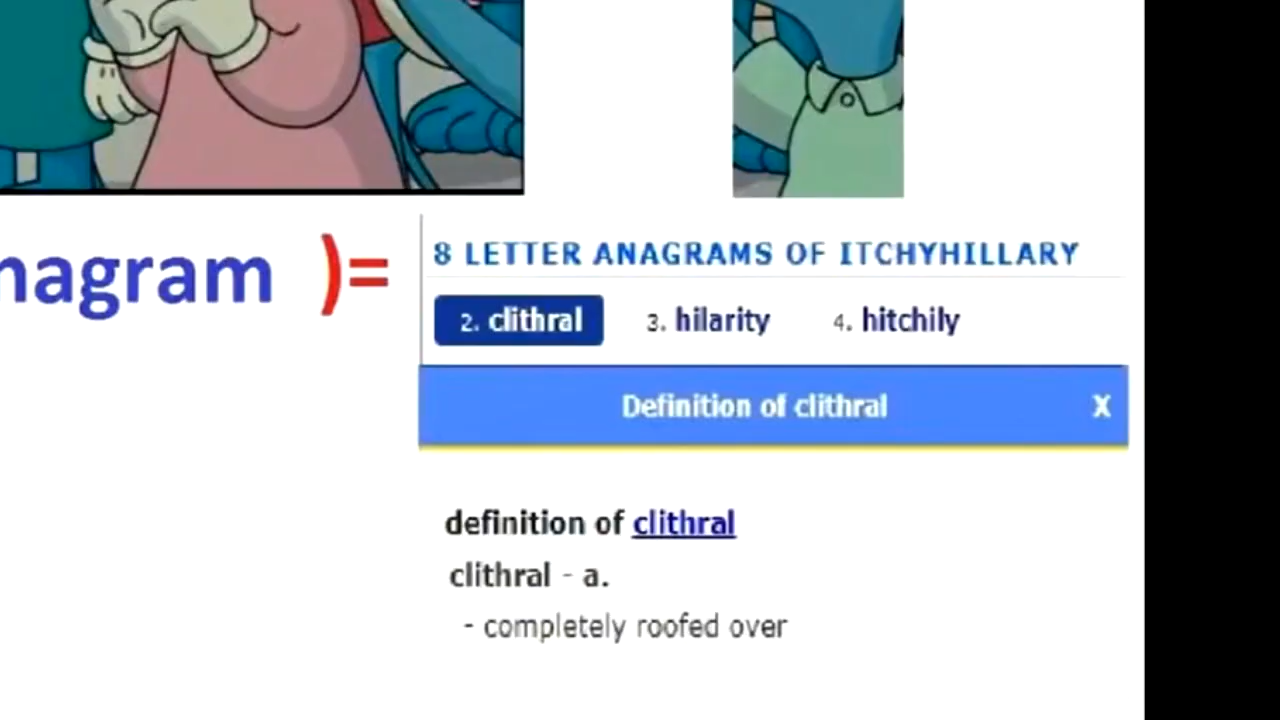 nagram )=
8 LETTER ANAGRAMS OF ITCHYHILLARY
2. clithral 3. hilarity 4. hitchily
Definition of clithral X
definition of clithral
clithral - a.
- completely roofed over